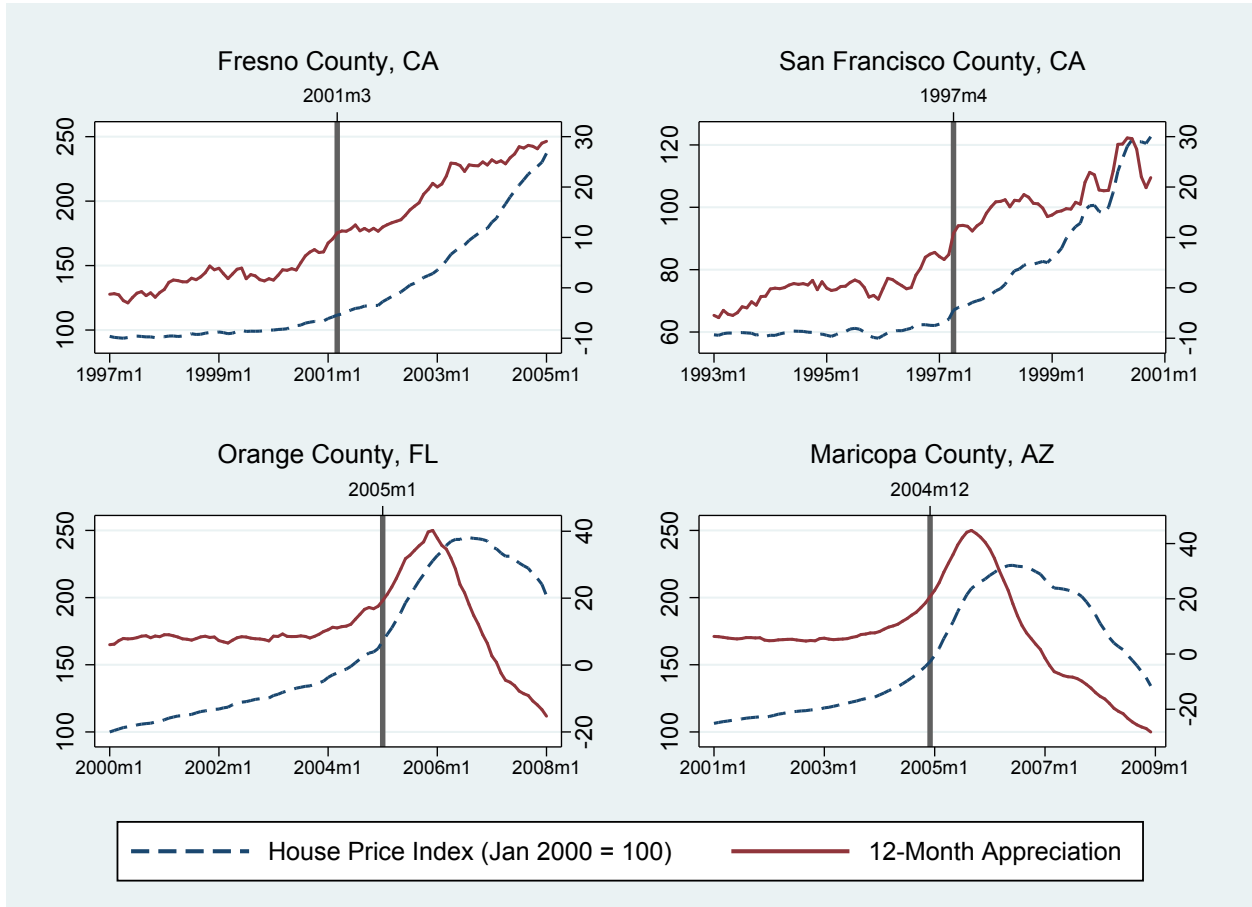 Fresno County, CA
2001m3
250
200
150
100
30
20
10
0
-10
1997m1 1999m1 2001m1 2003m1 2005m1
San Francisco County, CA
1997m4
120
100
80
60
30
20
10
0
-10
1993m1 1995m1 1997m1 1999m1 2001m1
Orange County, FL
2005m1
250
200
150
100
40
20
0
-20
2000m1 2002m1 2004m1 2006m1 2008m1
Maricopa County, AZ
2004m12
250
200
150
100
40
20
0
-20
2001m1 2003m1 2005m1 2007m1 2009m1
House Price Index (Jan 2000 = 100) 12-Month Appreciation